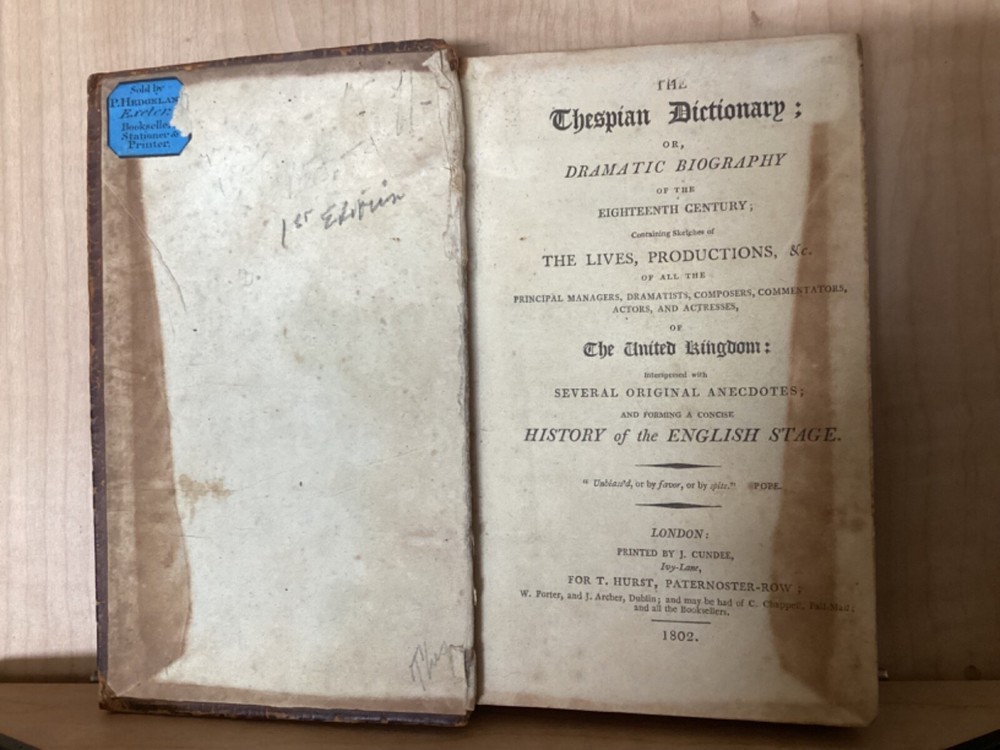 Sold by
P. HEDGELAN
Exeter,
Bookselle
Stationer &
Printer.
1st Edition
THE
Thespian Dictionary;
OR,
DRAMATIC BIOGRAPHY
OF THE
EIGHTEENTH CENTURY;
Containing Sketches of
THE LIVES, PRODUCTIONS, &c.
OF ALL THE
PRINCIPAL MANAGERS, DRAMATISTS, COMPOSERS, COMMENTATORS,
ACTORS, AND ACTRESSES,
OF
The United Kingdom:
Interspersed with
SEVERAL ORIGINAL ANECDOTES;
AND FORMING A CONCISE
HISTORY of the ENGLISH STAGE.
"Unbiass'd, or by favor, or by spite." POPE.
LONDON:
PRINTED BY J. CUNDEE,
Ivy-Lane,
FOR T. HURST, PATERNOSTER-ROW;
W. Porter, and J. Archer, Dublin; and may be had of C. Chappell, Pall-Mall;
and all the Booksellers.
1802.